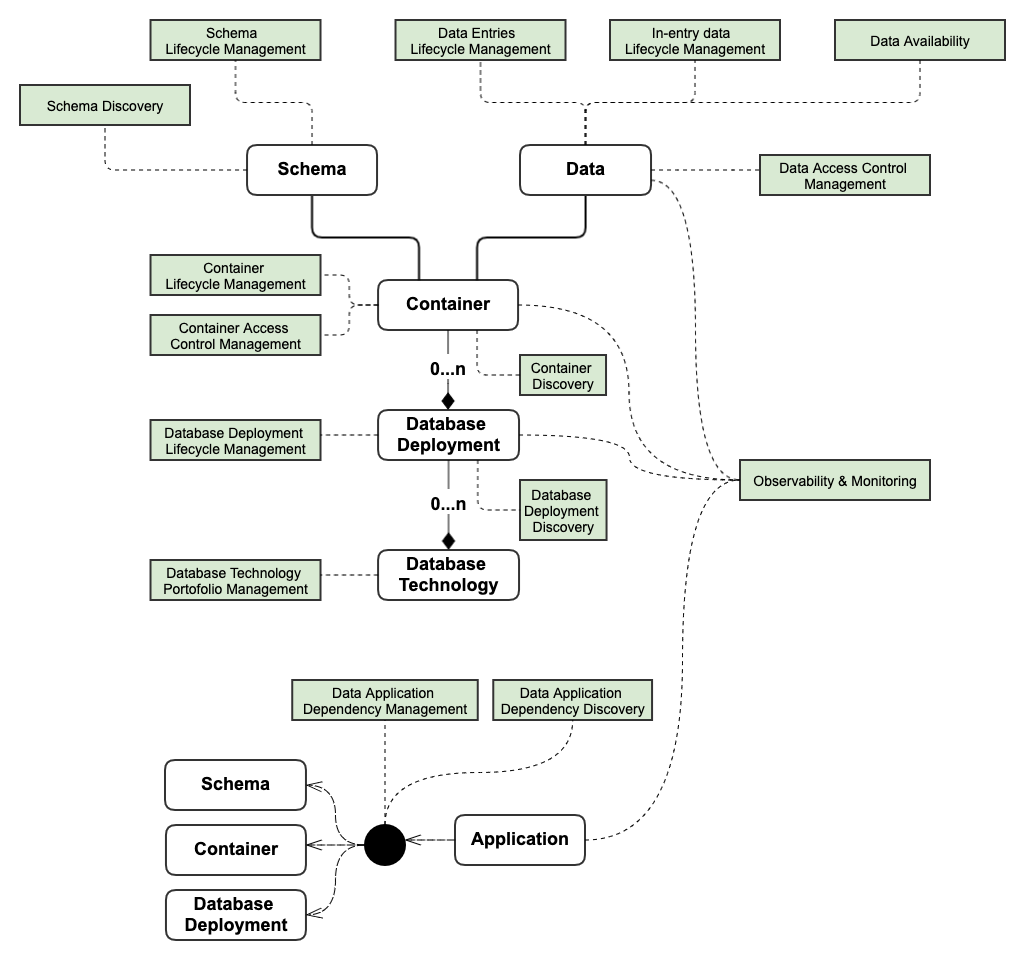 Schema
Lifecycle Management
Data Entries
Lifecycle Management
In-entry data
Lifecycle Management
Data Availability
Schema Discovery
Schema
Data
Data Access Control
Management
Container
Lifecycle Management
Container
Container Access
Control Management
0...n
Container
Discovery
Database Deployment
Lifecycle Management
Database
Deployment
Observability & Monitoring
0...n
Database
Deployment
Discovery
Database Technology
Portofolio Management
Database
Technology
Data Application
Dependency Management
Data Application
Dependency Discovery
Schema
Container
Application
Database
Deployment